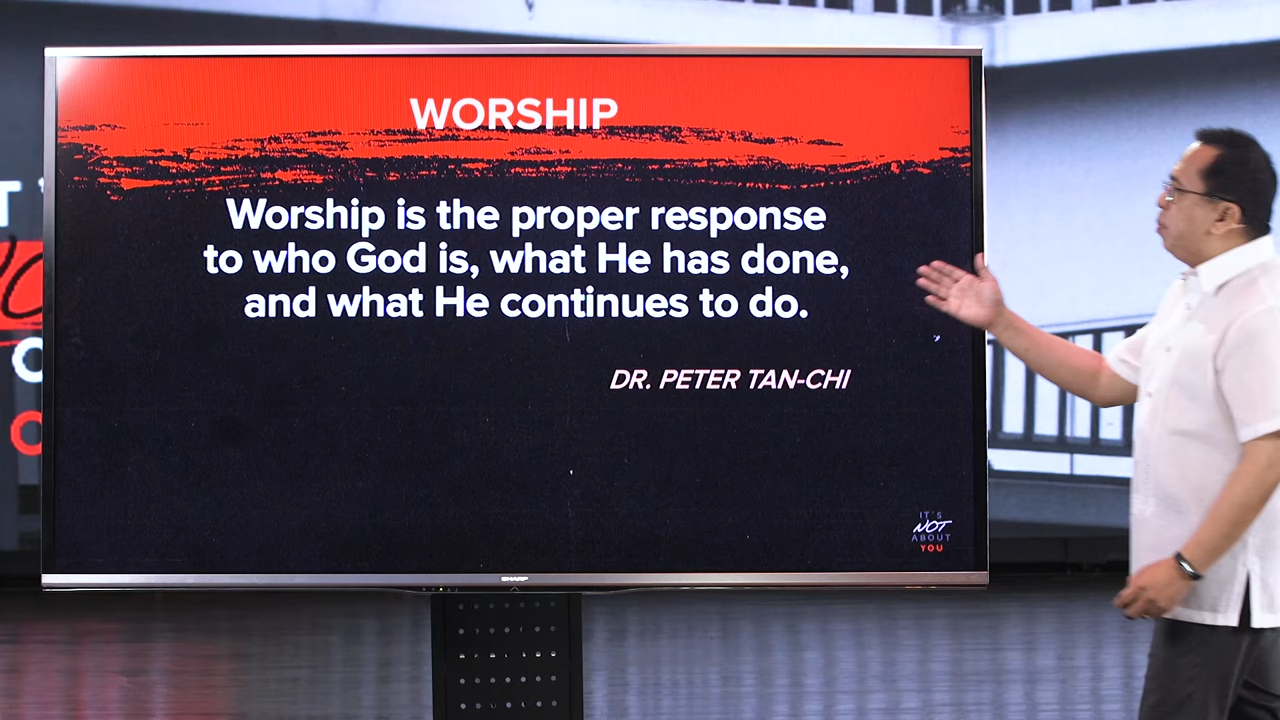 WORSHIP
Worship is the proper response
to who God is, what He has done,
and what He continues to do.
DR. PETER TAN-CHI
IT'S
NOT
ABOUT
YOU
SHARP